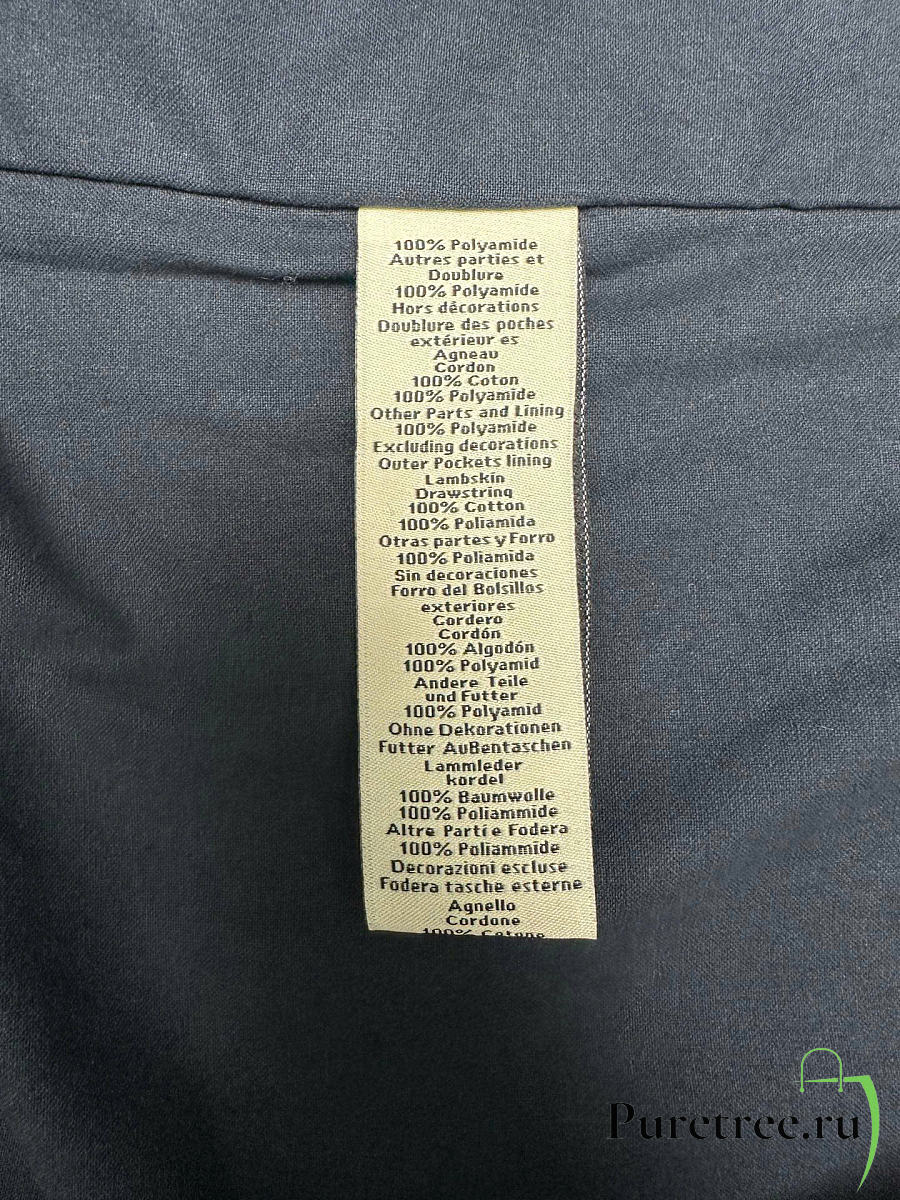 100% Polyamide
Autres parties et
Doublure
100% Polyamide
Hors décorations
Doublure des poches
extérieur es
Agneau
Cordon
100% Coton
100% Polyamide
Other Parts and Lining
100% Polyamide
Excluding decorations
Outer Pockets lining
Lambskin
Drawstring
100% Cotton
100% Poliamida
Otras partes y Forro
100% Poliamida
Sin decoraciones
Forro del Bolsillos
exteriores
Cordero
Cordón
100% Algodón
100% Polyamid
Andere Teile
und Futter
100% Polyamid
Ohne Dekorationen
Futter AuBentaschen
Lammleder
kordel
100% Baumwolle
100% Poliammide
Altre Parti e Fodera
100% Poliammide
Decorazioni escluse
Fodera tasche esterne
Agnello
Cordone
100% Cotone
Puretree.ru